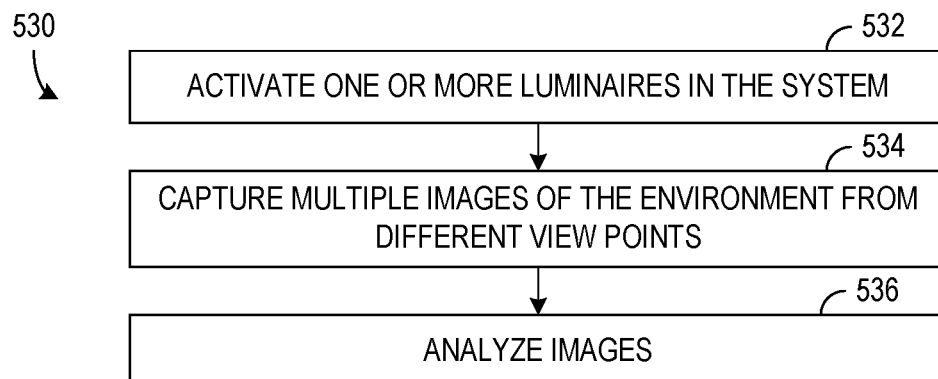 530
532
ACTIVATE ONE OR MORE LUMINAIRES IN THE SYSTEM
534
CAPTURE MULTIPLE IMAGES OF THE ENVIRONMENT FROM
DIFFERENT VIEW POINTS
536
ANALYZE IMAGES